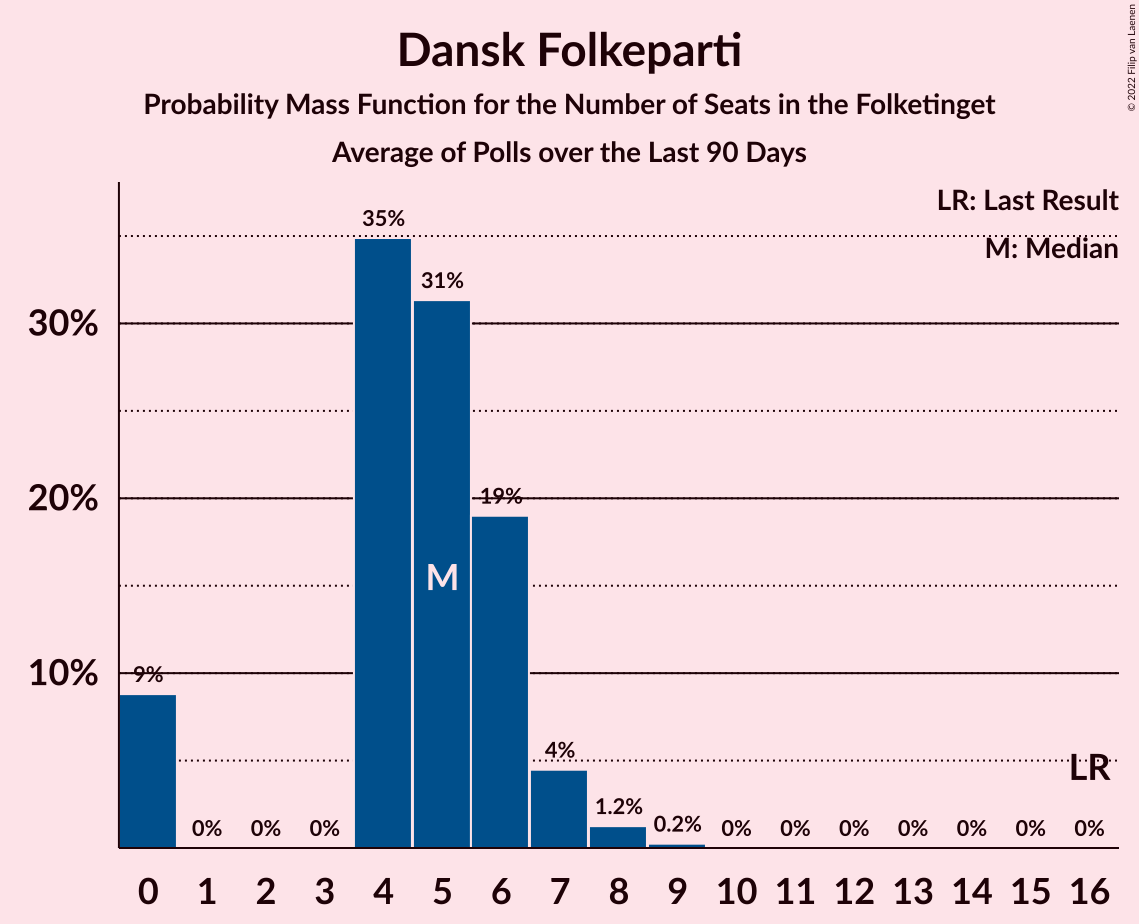 Dansk Folkeparti
Probability Mass Function for the Number of Seats in the Folketinget
Average of Polls over the Last 90 Days
© 2022 Filip van Laenen
LR: Last Result
M: Median
35%
31%
30%
20%
19%
M
10%
9%
4%
LR
1.2%
0.2%
0% 0% 0% 0% 0% 0% 0% 0% 0% 0%
0 1 2 3 4 5 6 7 8 9 10 11 12 13 14 15 16